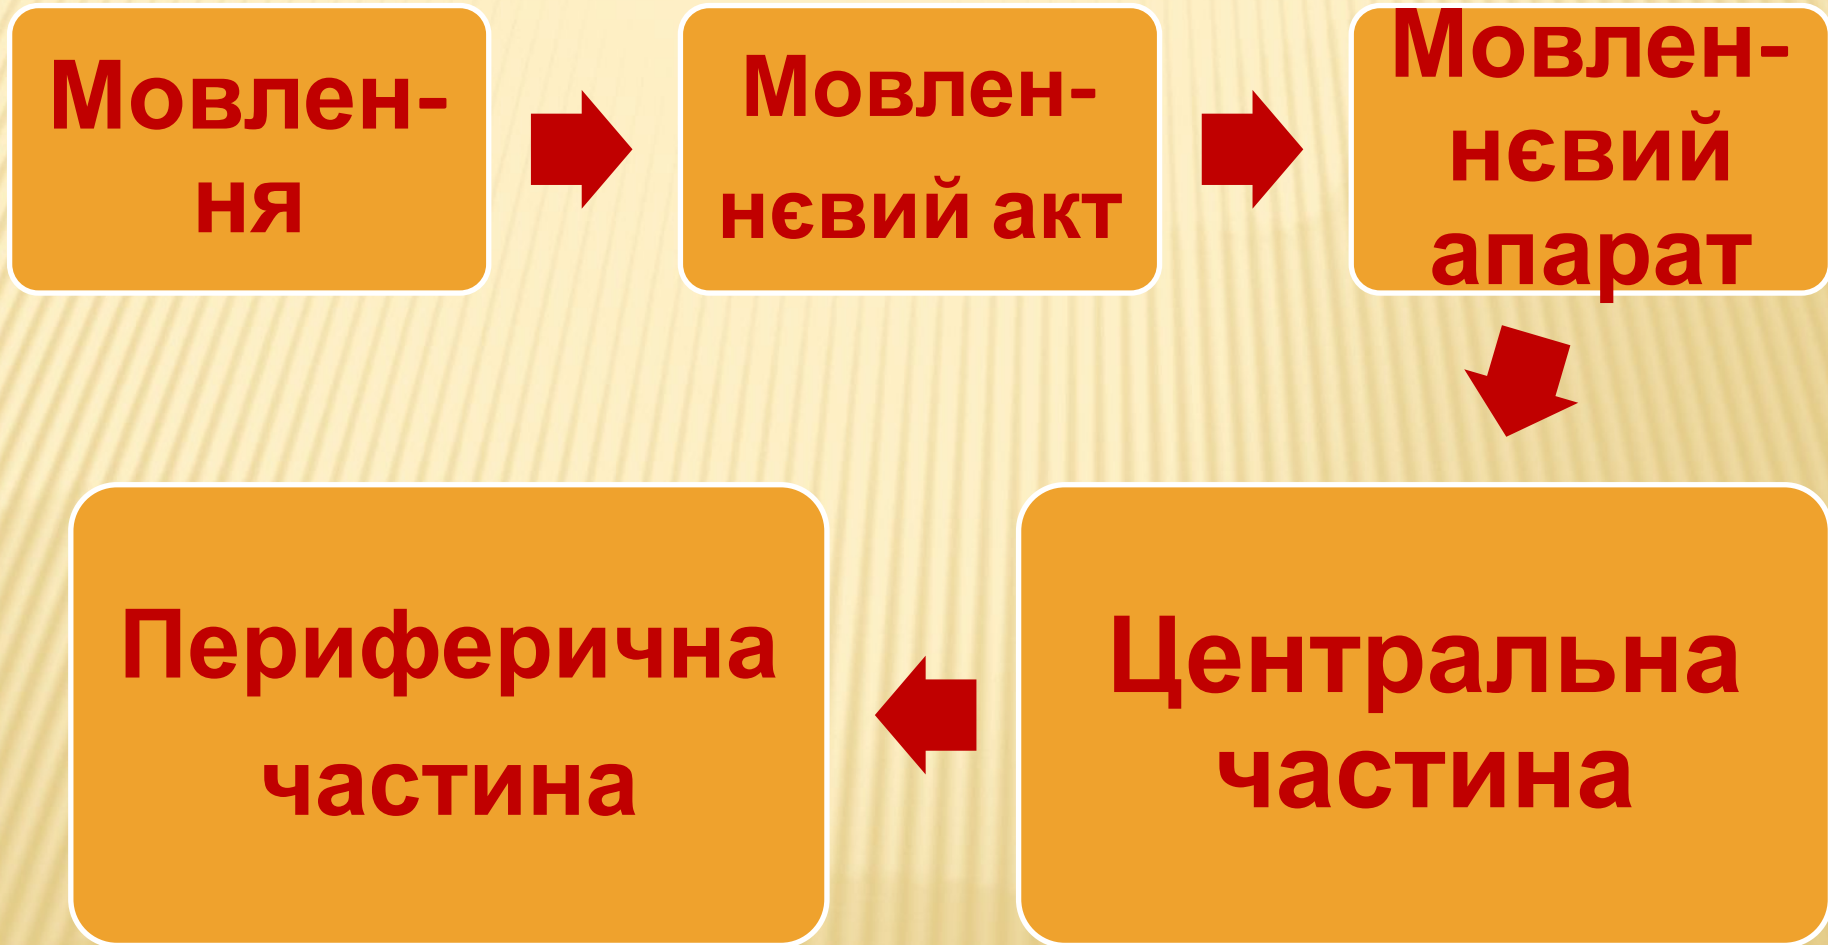 Мовлен-
ня
Мовлен-
нєвий акт
Мовлен-
нєвий
апарат
Центральна
частина
Периферична
частина